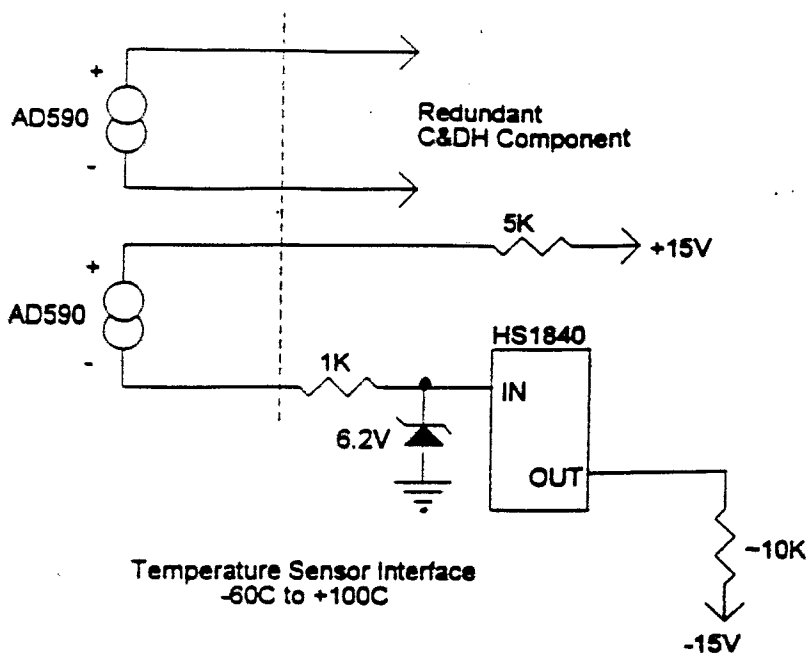 +
AD590
-
Redundant
C&DH Component
5K
+15V
+
AD590
-
HS1840
1K
IN
6.2V
OUT
~10K
Temperature Sensor Interface
-60C to +100C
-15V